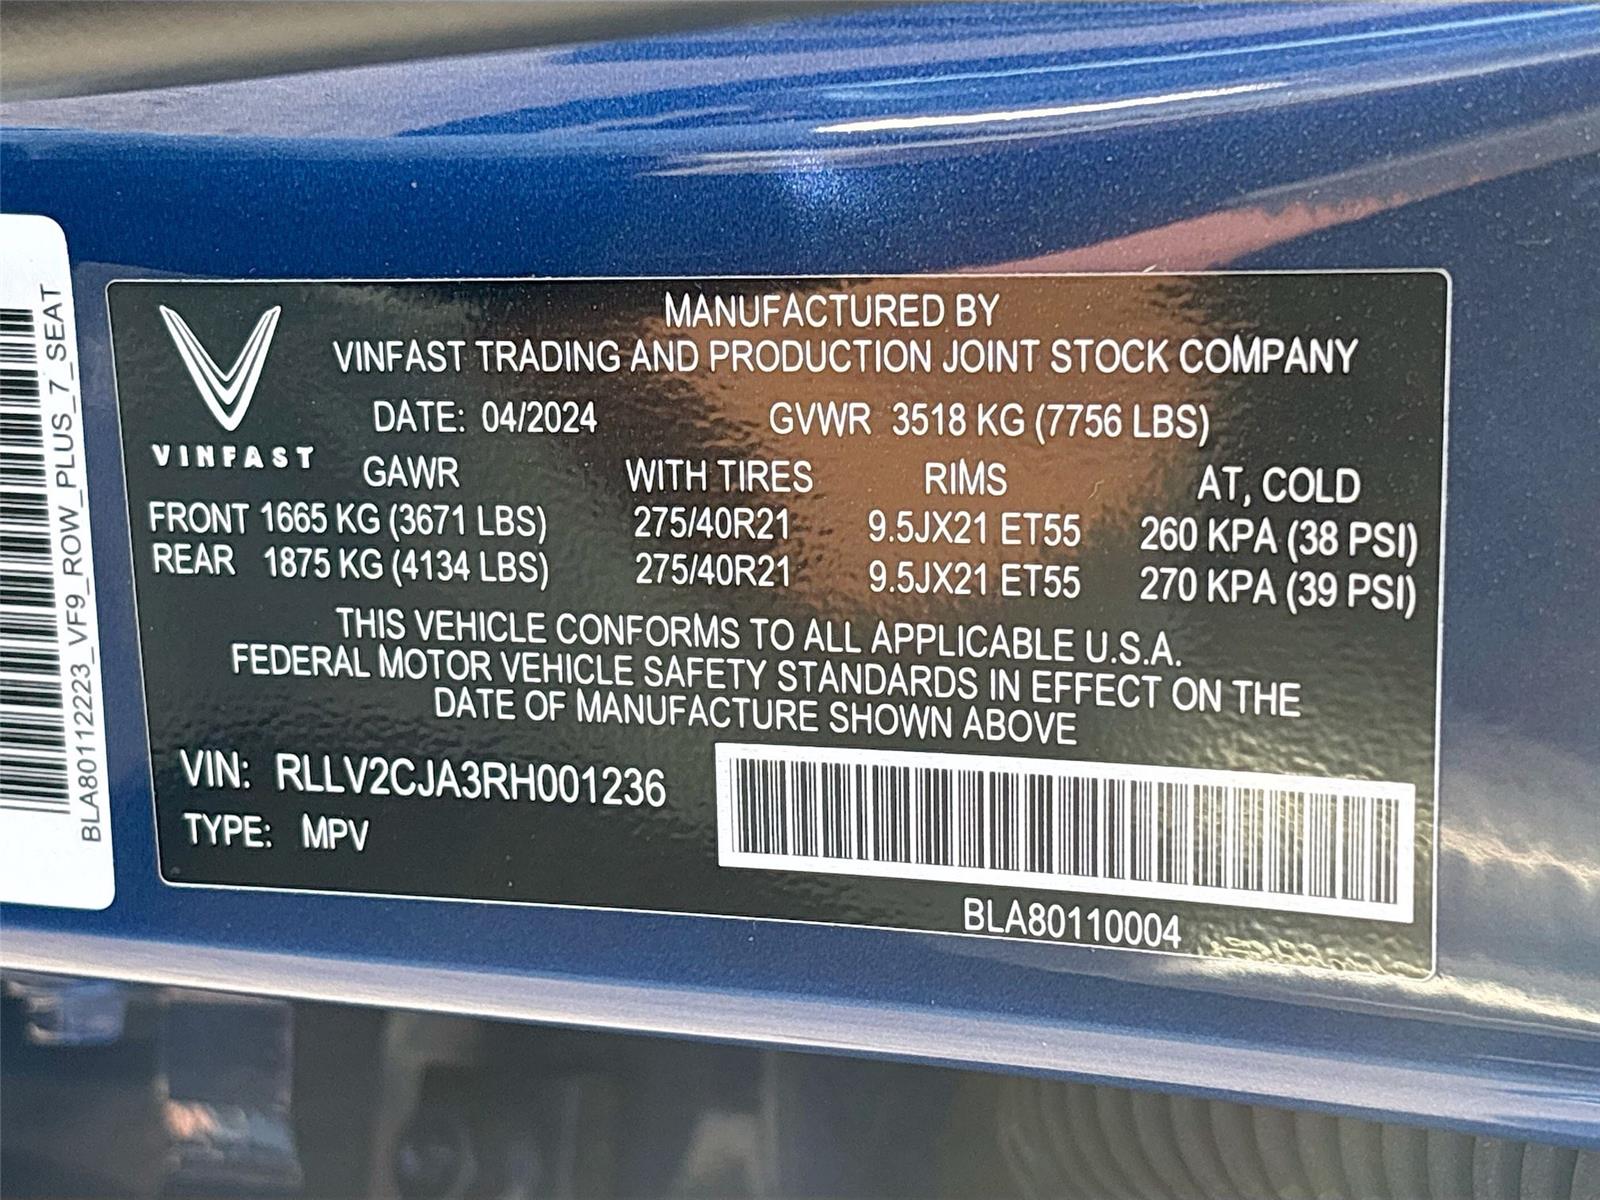 MANUFACTURED BY
VINFAST TRADING AND PRODUCTION JOINT STOCK COMPANY
VINFAST
DATE: 04/2024 GVWR 3518 KG (7756 LBS)
GAWR WITH TIRES RIMS AT, COLD
FRONT 1665 KG (3671 LBS) 275/40R21 9.5JX21 ET55 260 KPA (38 PSI)
REAR 1875 KG (4134 LBS) 275/40R21 9.5JX21 ET55 270 KPA (39 PSI)
THIS VEHICLE CONFORMS TO ALL APPLICABLE U.S.A.
FEDERAL MOTOR VEHICLE SAFETY STANDARDS IN EFFECT ON THE
DATE OF MANUFACTURE SHOWN ABOVE
VIN: RLLV2CJA3RH001236
TYPE: MPV
BLA80110004
BLA80112223_VF9_ROW_PLUS_7_SEAT